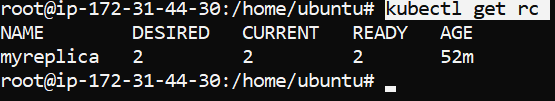 root@ip-172-31-44-30:/home/ubuntu# kubectl get rc
NAME DESIRED CURRENT READY AGE
myreplica 2 2 2 52m
root@ip-172-31-44-30:/home/ubuntu#